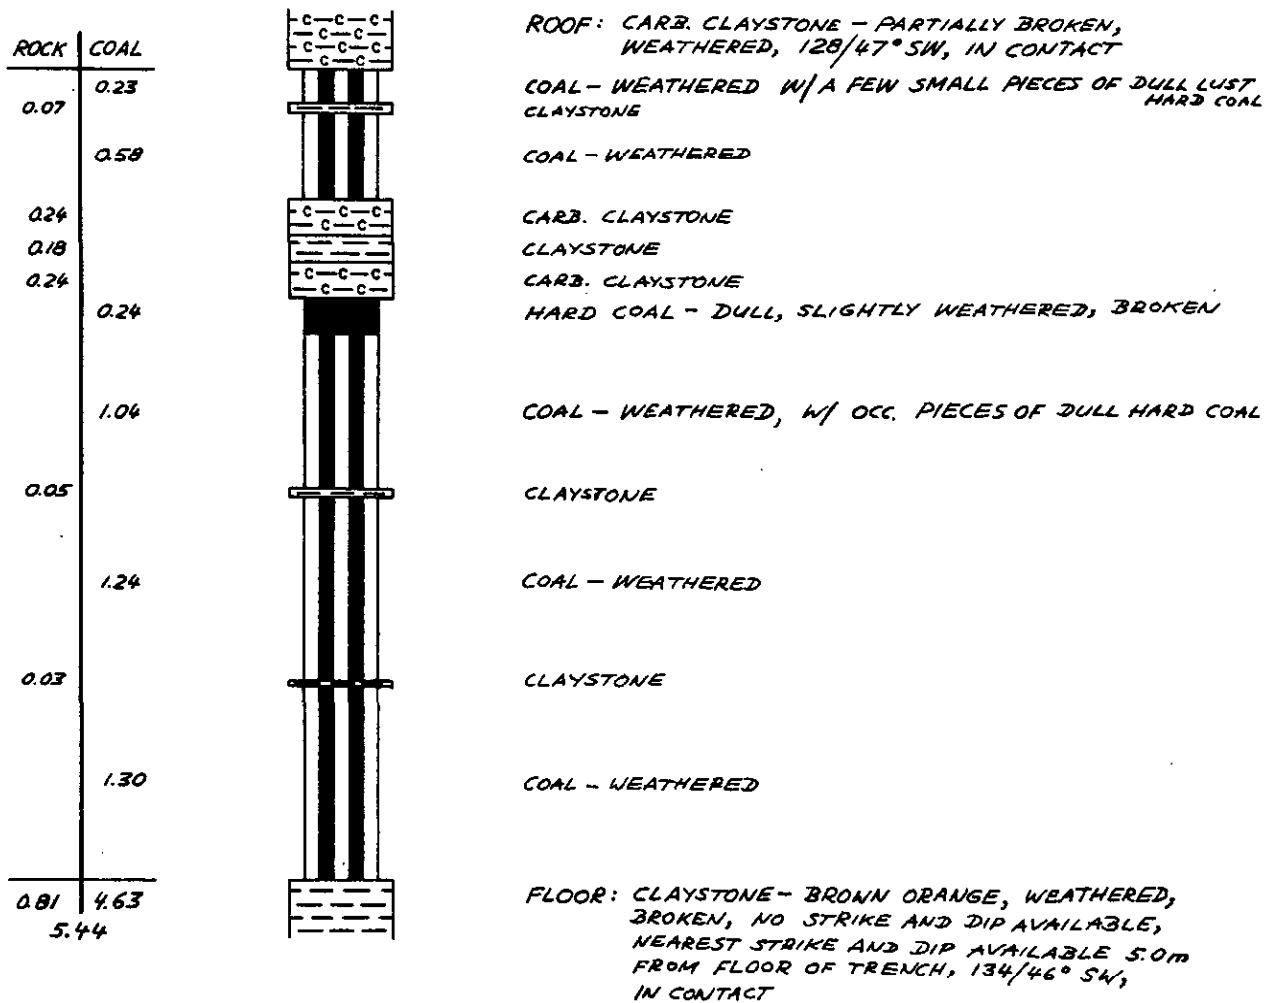 ROCK COAL
ROOF: CARB. CLAYSTONE - PARTIALLY BROKEN,
WEATHERED, 128/47° SW, IN CONTACT
0.23 COAL - WEATHERED W/ A FEW SMALL PIECES OF DULL LUST
HARD COAL
0.07 CLAYSTONE
0.58 COAL - WEATHERED
0.24 CARB. CLAYSTONE
0.18 CLAYSTONE
0.24 CARB. CLAYSTONE
0.24 HARD COAL - DULL, SLIGHTLY WEATHERED, BROKEN
1.04 COAL - WEATHERED, W/ OCC. PIECES OF DULL HARD COAL
0.05 CLAYSTONE
1.24 COAL - WEATHERED
0.03 CLAYSTONE
1.30 COAL - WEATHERED
0.81 4.63
5.44
FLOOR: CLAYSTONE - BROWN ORANGE, WEATHERED,
BROKEN, NO STRIKE AND DIP AVAILABLE,
NEAREST STRIKE AND DIP AVAILABLE 5.0m
FROM FLOOR OF TRENCH, 134/46° SW,
IN CONTACT
C C C
C C
C C C
C C
C C C
C C
C C C
C C